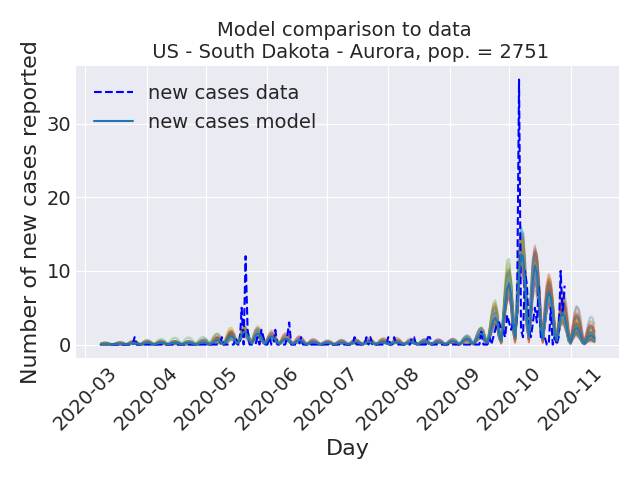 Model comparison to data
US - South Dakota - Aurora, pop. = 2751
Number of new cases reported
new cases data
new cases model
30
20
10
0
2020-03
2020-04
2020-05
2020-06
2020-07
2020-08
2020-09
2020-10
2020-11
Day